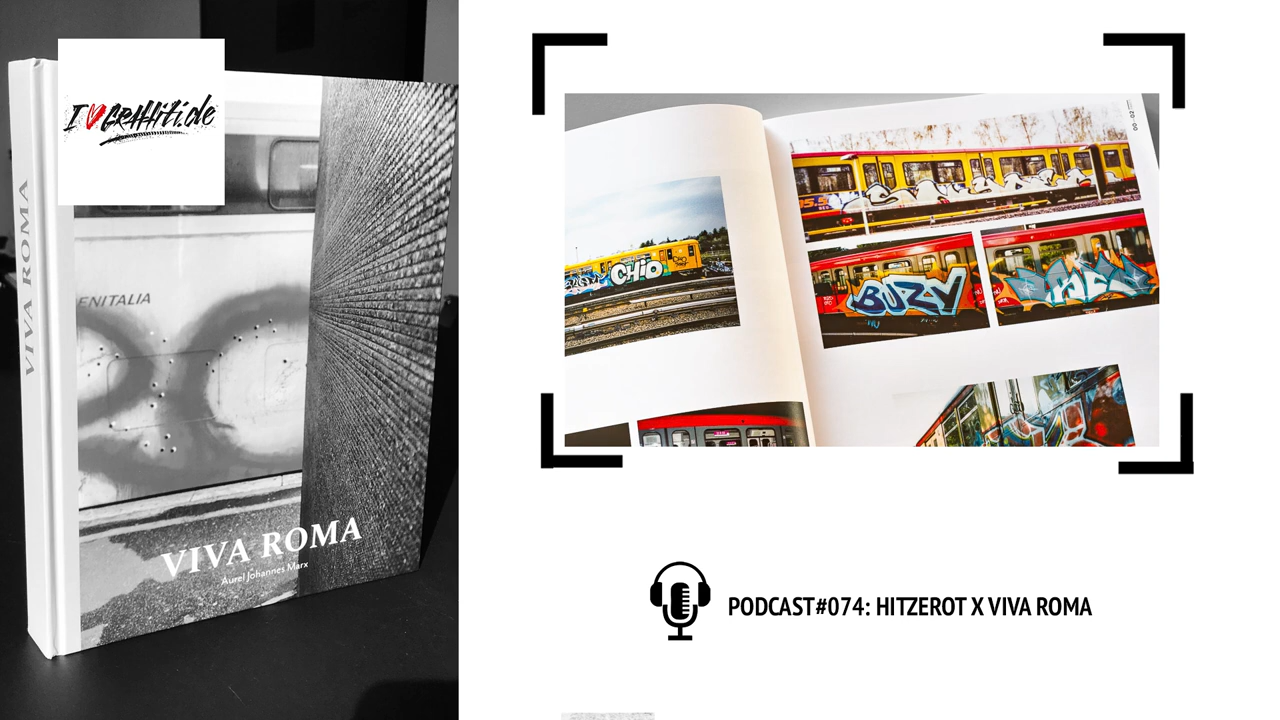 I ♥ GRAFFITI.de
VIVA ROMA
ENITALIA
VIVA ROMA
Aurel Johannes Marx
CHiO
BUZY
PODCAST#074: HITZEROT X VIVA ROMA